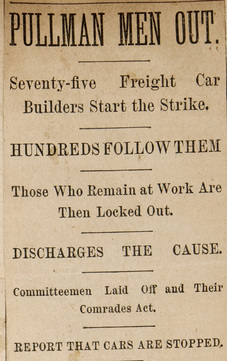 PULLMAN MEN OUT.
Seventy-five Freight Car
Builders Start the Strike.
HUNDREDS FOLLOW THEM
Those Who Remain at Work Are
Then Locked Out.
DISCHARGES THE CAUSE.
Committeemen Laid Off and Their
Comrades Act.
REPORT THAT CARS ARE STOPPED.